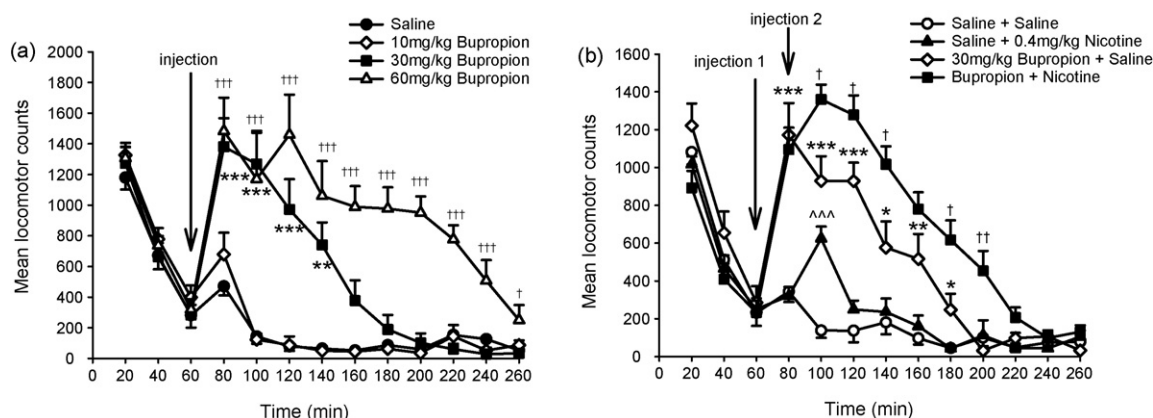 (a)
injection
Saline
10mg/kg Bupropion
30mg/kg Bupropion
60mg/kg Bupropion
Mean locomotor counts
2000
1800
1600
1400
1200
1000
800
600
400
200
0
††† ††† ††† ††† ††† ††† ††† ††† ††† †
*** *** *** **
0 20 40 60 80 100 120 140 160 180 200 220 240 260
Time (min)
(b)
injection 2
injection 1
Saline + Saline
Saline + 0.4mg/kg Nicotine
30mg/kg Bupropion + Saline
Bupropion + Nicotine
Mean locomotor counts
1600
1400
1200
1000
800
600
400
200
0
† † † † ††
*** *** *** * ** *
^^^
0 20 40 60 80 100 120 140 160 180 200 220 240 260
Time (min)